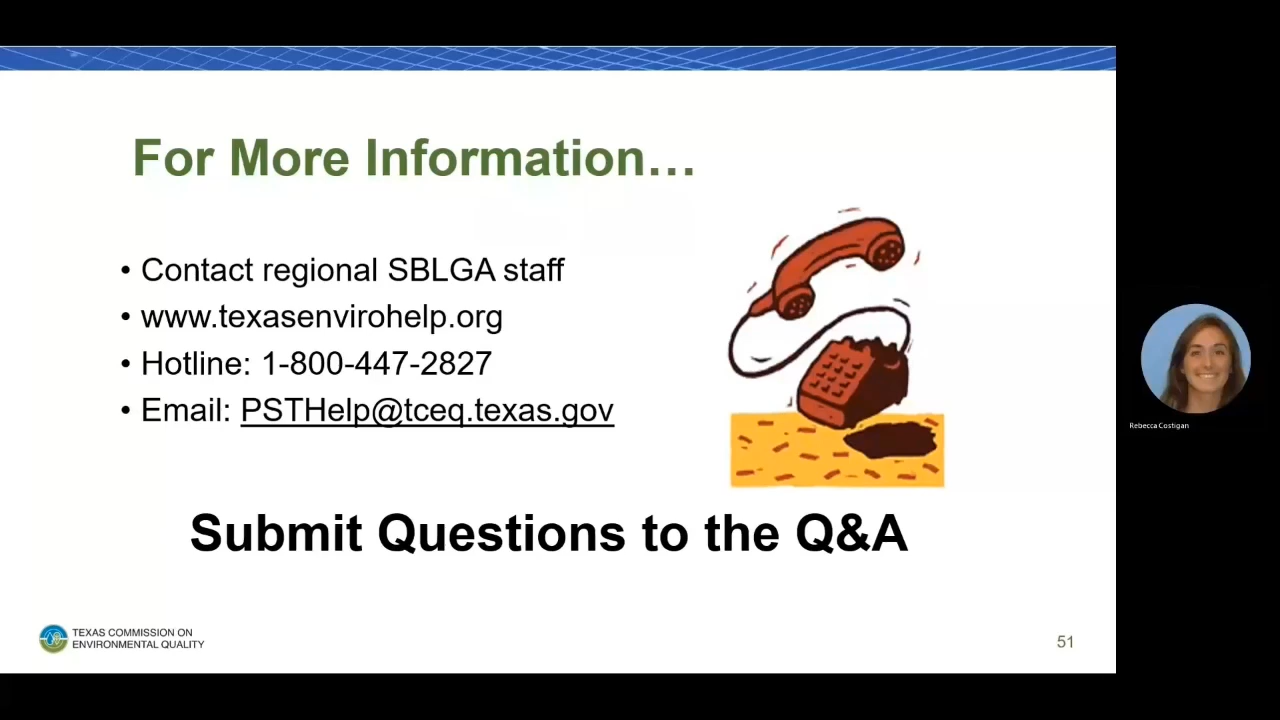 For More Information…
• Contact regional SBLGA staff
• www.texasenvirohelp.org
• Hotline: 1-800-447-2827
• Email: PSTHelp@tceq.texas.gov
Submit Questions to the Q&A
TEXAS COMMISSION ON
ENVIRONMENTAL QUALITY
51
Rebecca Costigan